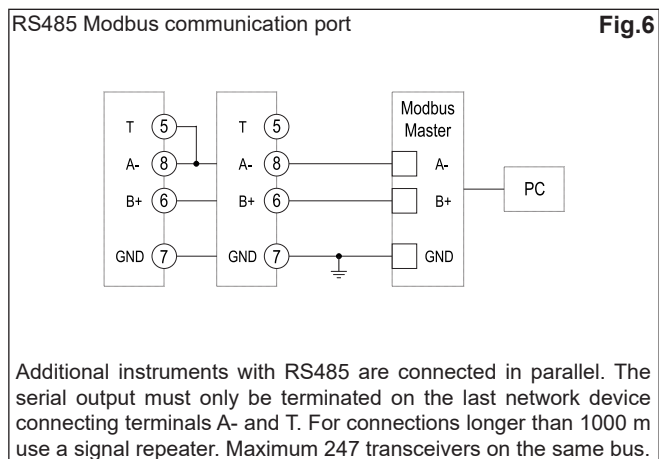 RS485 Modbus communication port
Fig.6
Modbus
Master
T 5 T 5
A- 8 A- 8 A-
B+ 6 B+ 6 B+
PC
GND 7 GND 7 GND
Additional instruments with RS485 are connected in parallel. The
serial output must only be terminated on the last network device
connecting terminals A- and T. For connections longer than 1000 m
use a signal repeater. Maximum 247 transceivers on the same bus.